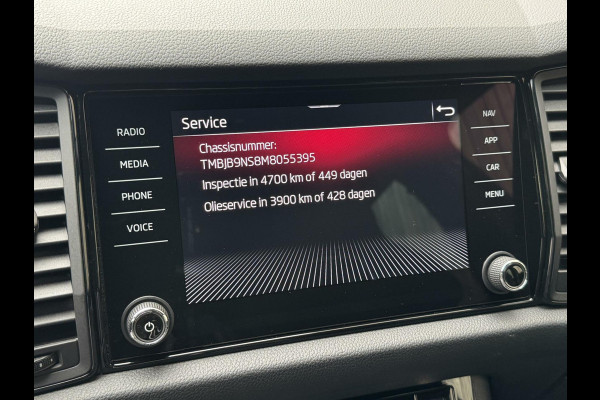 Service
Chassisnummer:
TMBJB9NS8M8055395
Inspectie in 4700 km of 449 dagen
Olieservice in 3900 km of 428 dagen
RADIO
MEDIA
PHONE
VOICE
NAV
APP
CAR
MENU